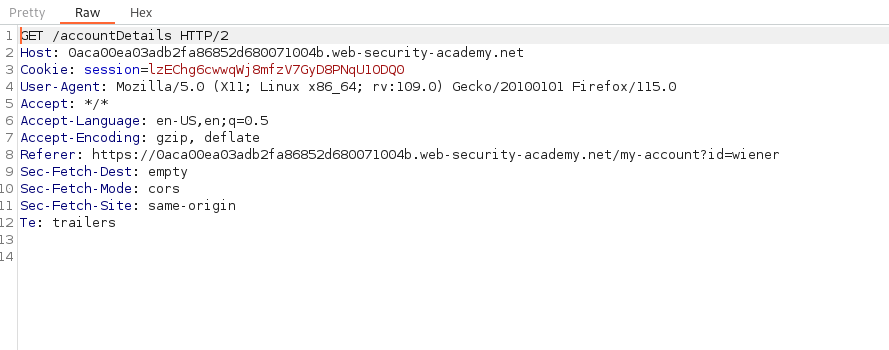 Pretty Raw Hex
1 GET /accountDetails HTTP/2
2 Host: 0aca00ea03adb2fa86852d680071004b.web-security-academy.net
3 Cookie: session=lzEChg6cwwqWj8mfzV7GyD8PNqU1ODQ0
4 User-Agent: Mozilla/5.0 (X11; Linux x86_64; rv:109.0) Gecko/20100101 Firefox/115.0
5 Accept: */*
6 Accept-Language: en-US,en;q=0.5
7 Accept-Encoding: gzip, deflate
8 Referer: https://0aca00ea03adb2fa86852d680071004b.web-security-academy.net/my-account?id=wiener
9 Sec-Fetch-Dest: empty
10 Sec-Fetch-Mode: cors
11 Sec-Fetch-Site: same-origin
12 Te: trailers
13
14